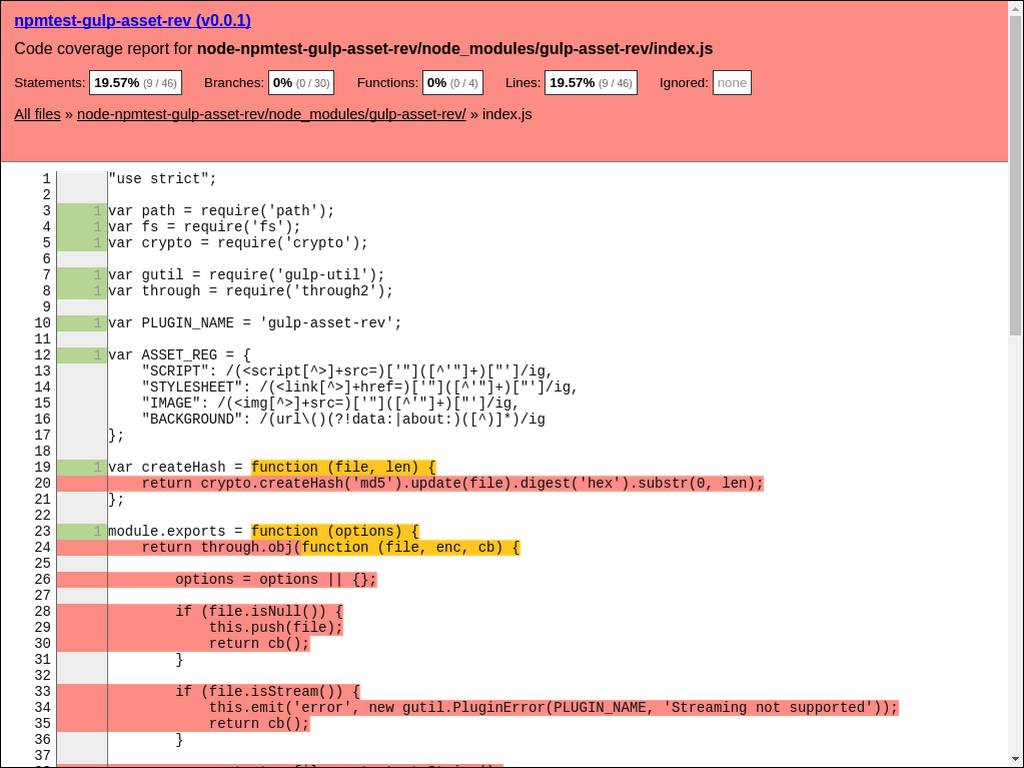 npmtest-gulp-asset-rev (v0.0.1)
Code coverage report for node-npmtest-gulp-asset-rev/node_modules/gulp-asset-rev/index.js
Statements: 19.57% (9 / 46) Branches: 0% (0 / 30) Functions: 0% (0 / 4) Lines: 19.57% (9 / 46) Ignored: none
All files » node-npmtest-gulp-asset-rev/node_modules/gulp-asset-rev/ » index.js
1 "use strict";
2
3 1 var path = require('path');
4 1 var fs = require('fs');
5 1 var crypto = require('crypto');
6
7 1 var gutil = require('gulp-util');
8 1 var through = require('through2');
9
10 1 var PLUGIN_NAME = 'gulp-asset-rev';
11
12 1 var ASSET_REG = {
13     "SCRIPT": /(<script[^>]+src=)['"]([^'"]+)["']/ig,
14     "STYLESHEET": /(<link[^>]+href=)['"]([^'"]+)["']/ig,
15     "IMAGE": /(<img[^>]+src=)['"]([^'"]+)["']/ig,
16     "BACKGROUND": /(url\()(?!data:|about:)([^)]*)/ig
17 };
18
19 1 var createHash = function (file, len) {
20     return crypto.createHash('md5').update(file).digest('hex').substr(0, len);
21 };
22
23 1 module.exports = function (options) {
24     return through.obj(function (file, enc, cb) {
25
26         options = options || {};
27
28         if (file.isNull()) {
29             this.push(file);
30             return cb();
31         }
32
33         if (file.isStream()) {
34             this.emit('error', new gutil.PluginError(PLUGIN_NAME, 'Streaming not supported'));
35             return cb();
36         }
37